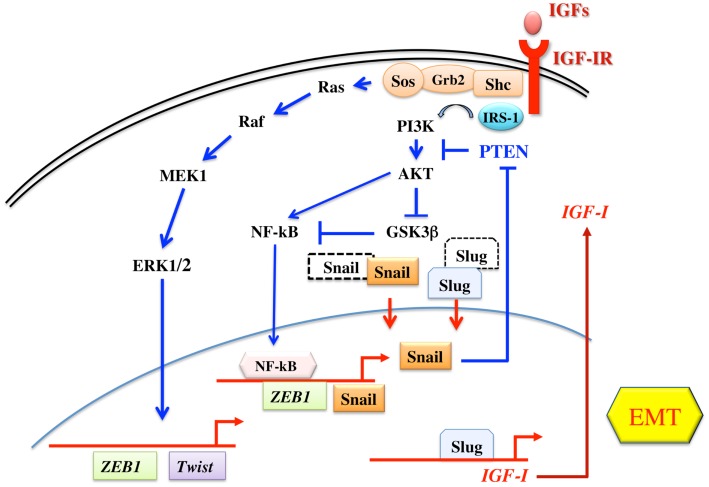 IGFs
IGF-IR
Sos
Grb2
Shc
IRS-1
Ras
Raf
MEK1
ERK1/2
PI3K
PTEN
AKT
NF-kB
GSK3β
Snail
Snail
Slug
Slug
IGF-I
NF-kB
ZEB1
Snail
Snail
ZEB1
Twist
Slug
IGF-I
EMT